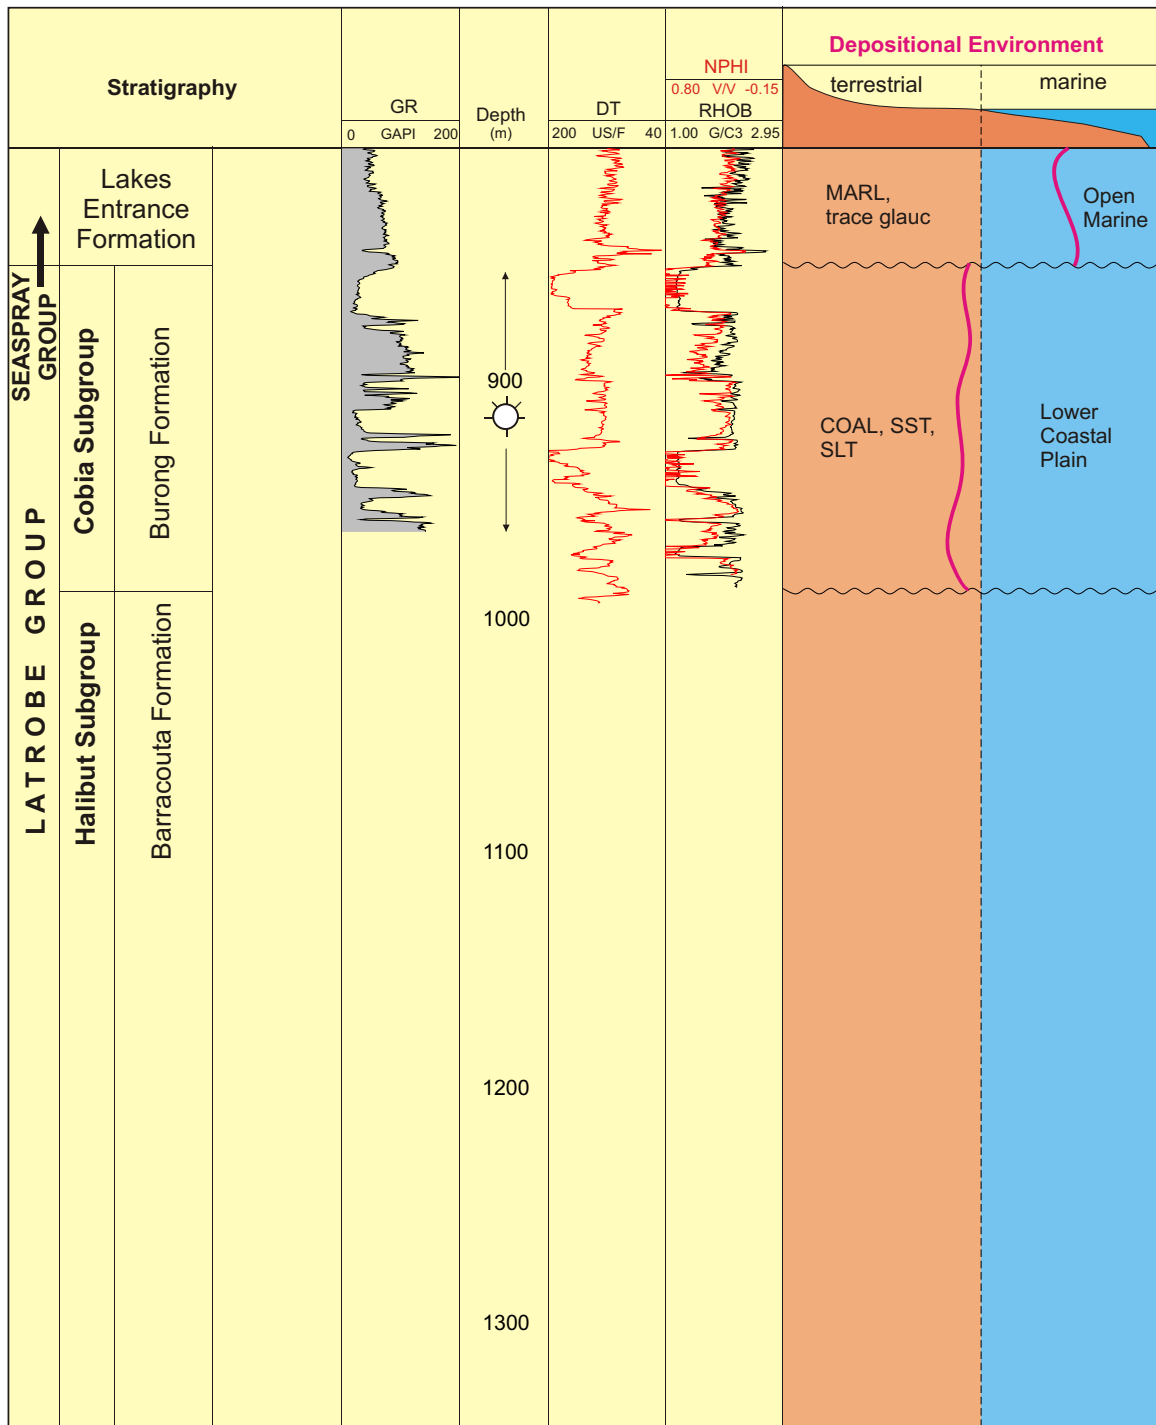 Stratigraphy
GR
0 GAPI 200
Depth
(m)
DT
200 US/F 40
NPHI
0.80 V/V -0.15
RHOB
1.00 G/C3 2.95
Depositional Environment
terrestrial
marine
SEASPRAY
GROUP
Lakes
Entrance
Formation
MARL,
trace glauc
Open
Marine
LATROBE GROUP
Cobia Subgroup
Burong Formation
900
COAL, SST,
SLT
Lower
Coastal
Plain
Halibut Subgroup
Barracouta Formation
1000
1100
1200
1300